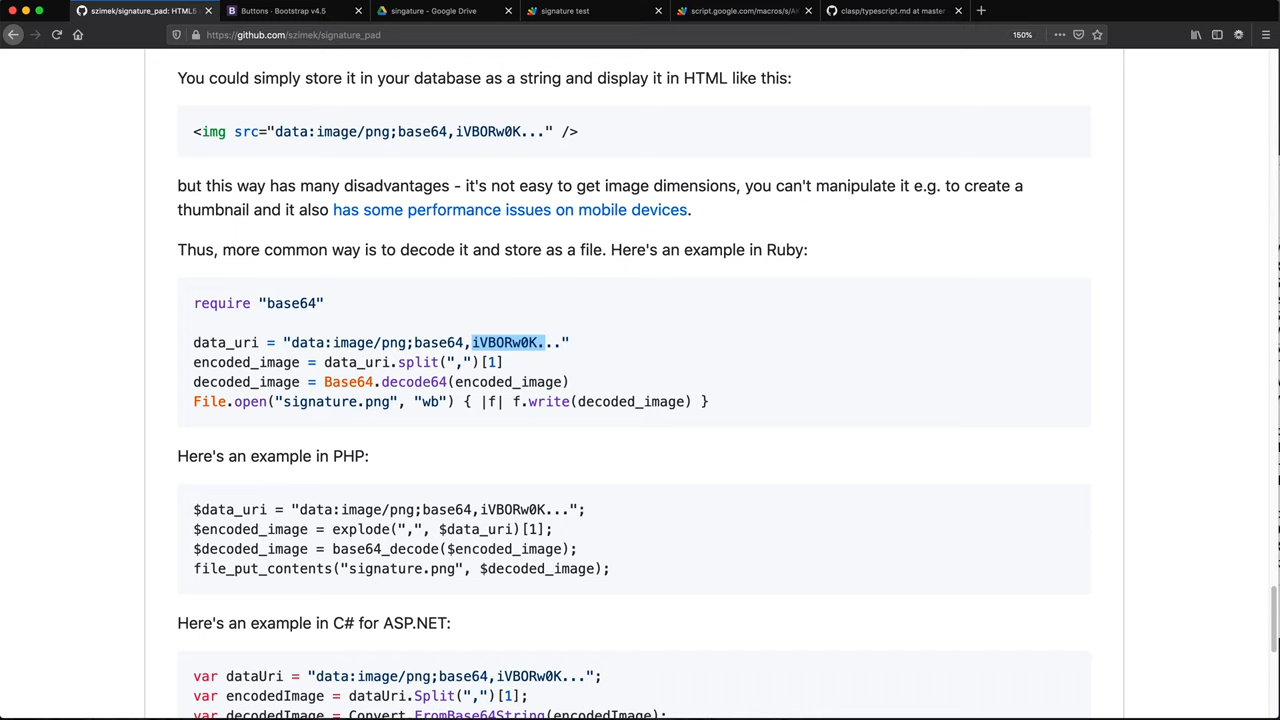 szimek/signature_pad: HTML5
Buttons · Bootstrap v4.5
singature - Google Drive
signature test
script.google.com/macros/s/A
clasp/typescript.md at master
https://github.com/szimek/signature_pad
150%
You could simply store it in your database as a string and display it in HTML like this:
<img src="data:image/png;base64,iVBORw0K..." />
but this way has many disadvantages - it's not easy to get image dimensions, you can't manipulate it e.g. to create a
thumbnail and it also has some performance issues on mobile devices.
Thus, more common way is to decode it and store as a file. Here's an example in Ruby:
require "base64"
data_uri = "data:image/png;base64,iVBORw0K..."
encoded_image = data_uri.split(",")[1]
decoded_image = Base64.decode64(encoded_image)
File.open("signature.png", "wb") { |f| f.write(decoded_image) }
Here's an example in PHP:
$data_uri = "data:image/png;base64,iVBORw0K...";
$encoded_image = explode(",", $data_uri)[1];
$decoded_image = base64_decode($encoded_image);
file_put_contents("signature.png", $decoded_image);
Here's an example in C# for ASP.NET:
var dataUri = "data:image/png;base64,iVBORw0K...";
var encodedImage = dataUri.Split(",")[1];
var decodedImage = Convert.FromBase64String(encodedImage);